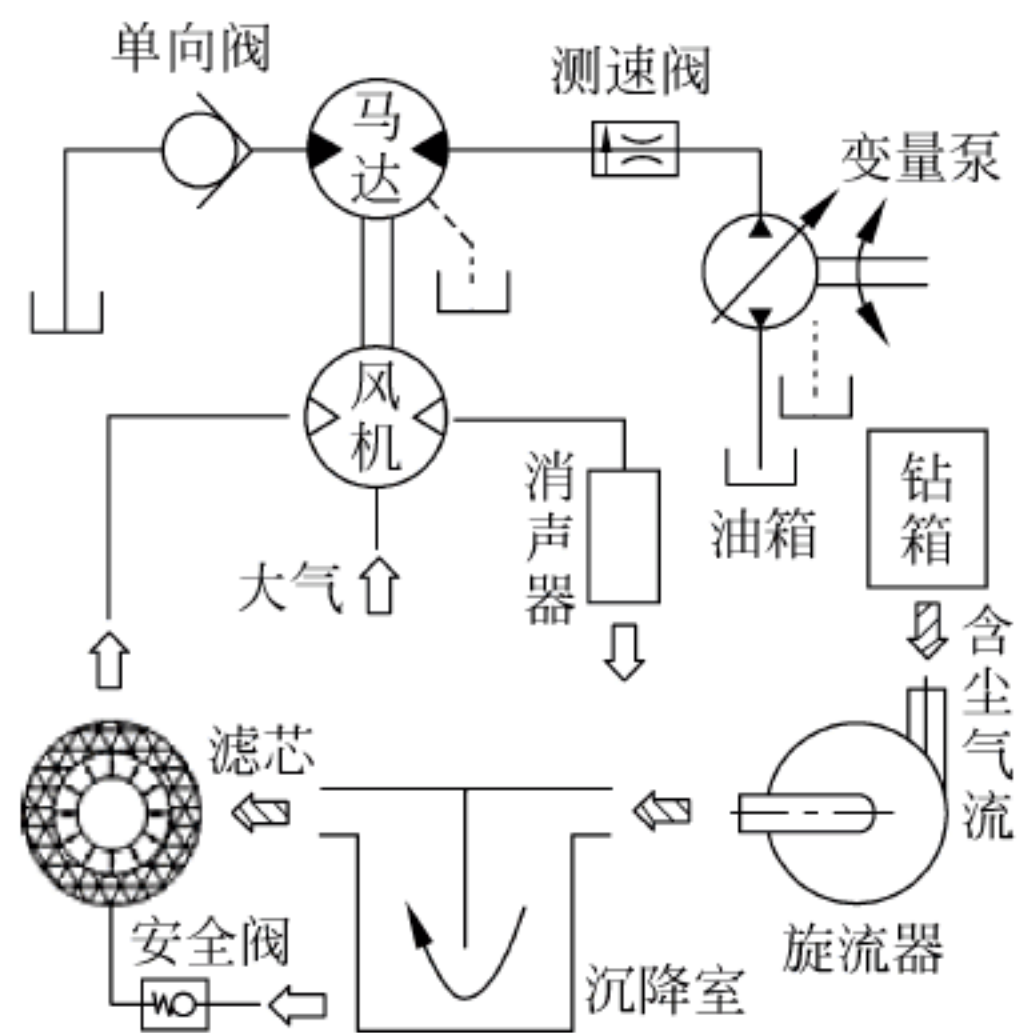 单向阀
马达
测速阀
变量泵
风机
消声器
油箱
钻箱
大气
含尘气流
滤芯
安全阀
沉降室
旋流器